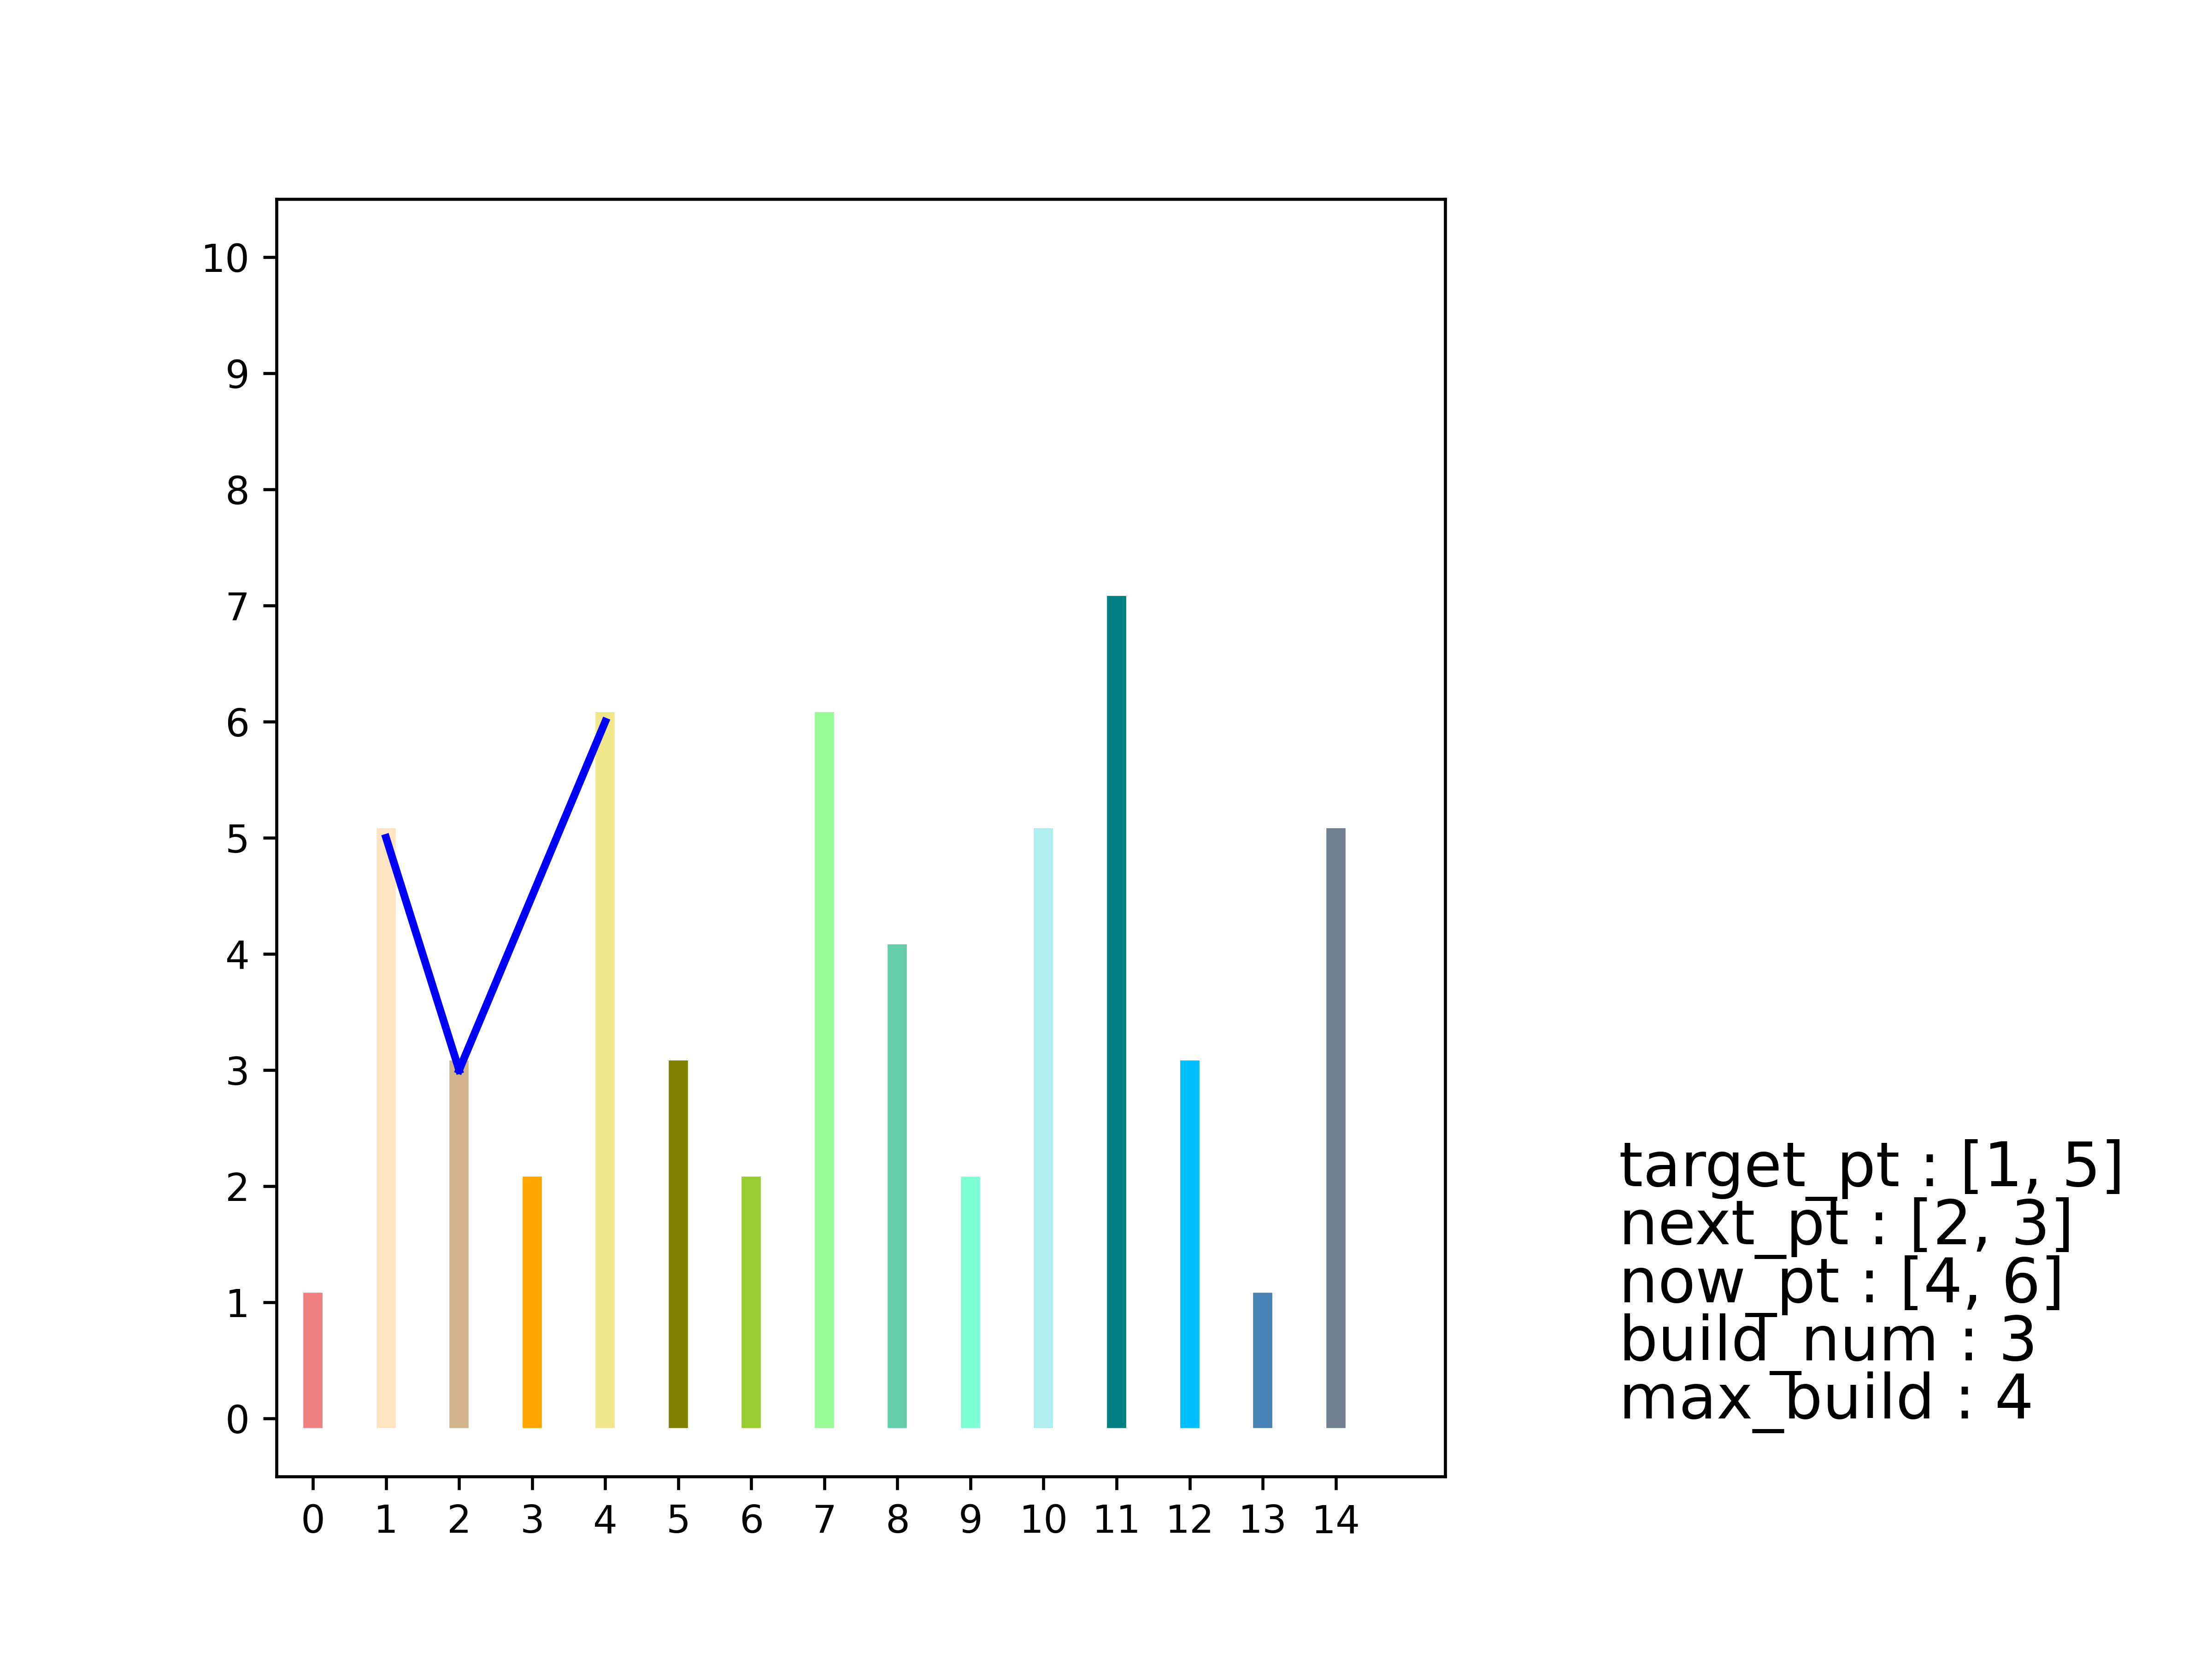 10
9
8
7
6
5
4
3
2
1
0
0 1 2 3 4 5 6 7 8 9 10 11 12 13 14
target_pt : [1, 5]
next_pt : [2, 3]
now_pt : [4, 6]
build_num : 3
max_build : 4